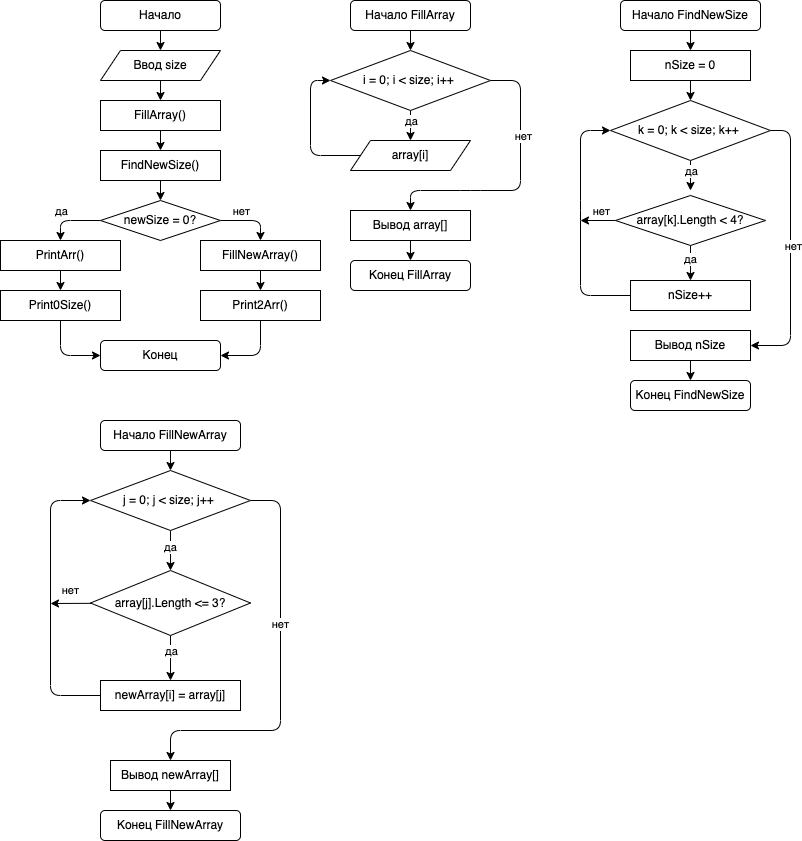 Начало
Ввод size
FillArray()
FindNewSize()
newSize = 0?
да
нет
PrintArr()
FillNewArray()
Print0Size()
Print2Arr()
Конец
Начало FillArray
i = 0; i < size; i++
да
нет
array[i]
Вывод array[]
Конец FillArray
Начало FindNewSize
nSize = 0
k = 0; k < size; k++
да
нет
array[k].Length < 4?
нет
да
nSize++
Вывод nSize
Конец FindNewSize
Начало FillNewArray
j = 0; j < size; j++
да
нет
array[j].Length <= 3?
нет
да
newArray[i] = array[j]
Вывод newArray[]
Конец FillNewArray